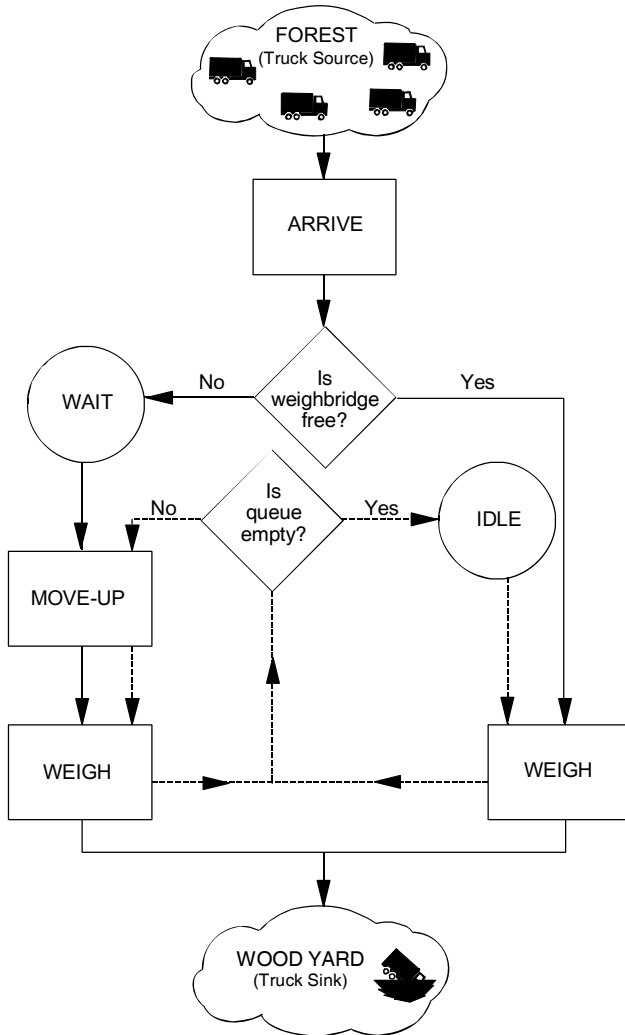 FOREST
(Truck Source)
ARRIVE
No
Is
weighbridge
free?
Yes
WAIT
No
Is
queue
empty?
Yes
IDLE
MOVE-UP
WEIGH
WEIGH
WOOD YARD
(Truck Sink)